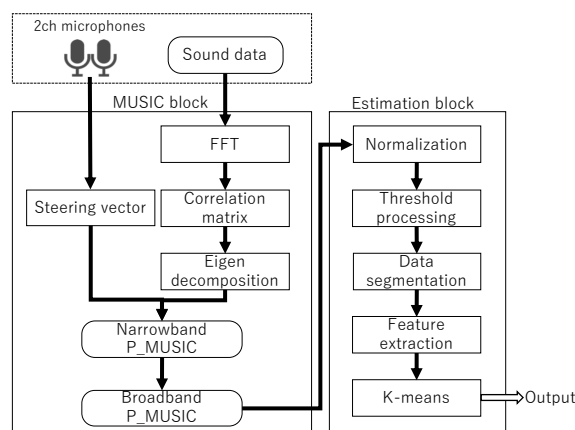 2ch microphones
Sound data
MUSIC block
FFT
Steering vector
Correlation
matrix
Eigen
decomposition
Narrowband
P_MUSIC
Broadband
P_MUSIC
Estimation block
Normalization
Threshold
processing
Data
segmentation
Feature
extraction
K-means
Output